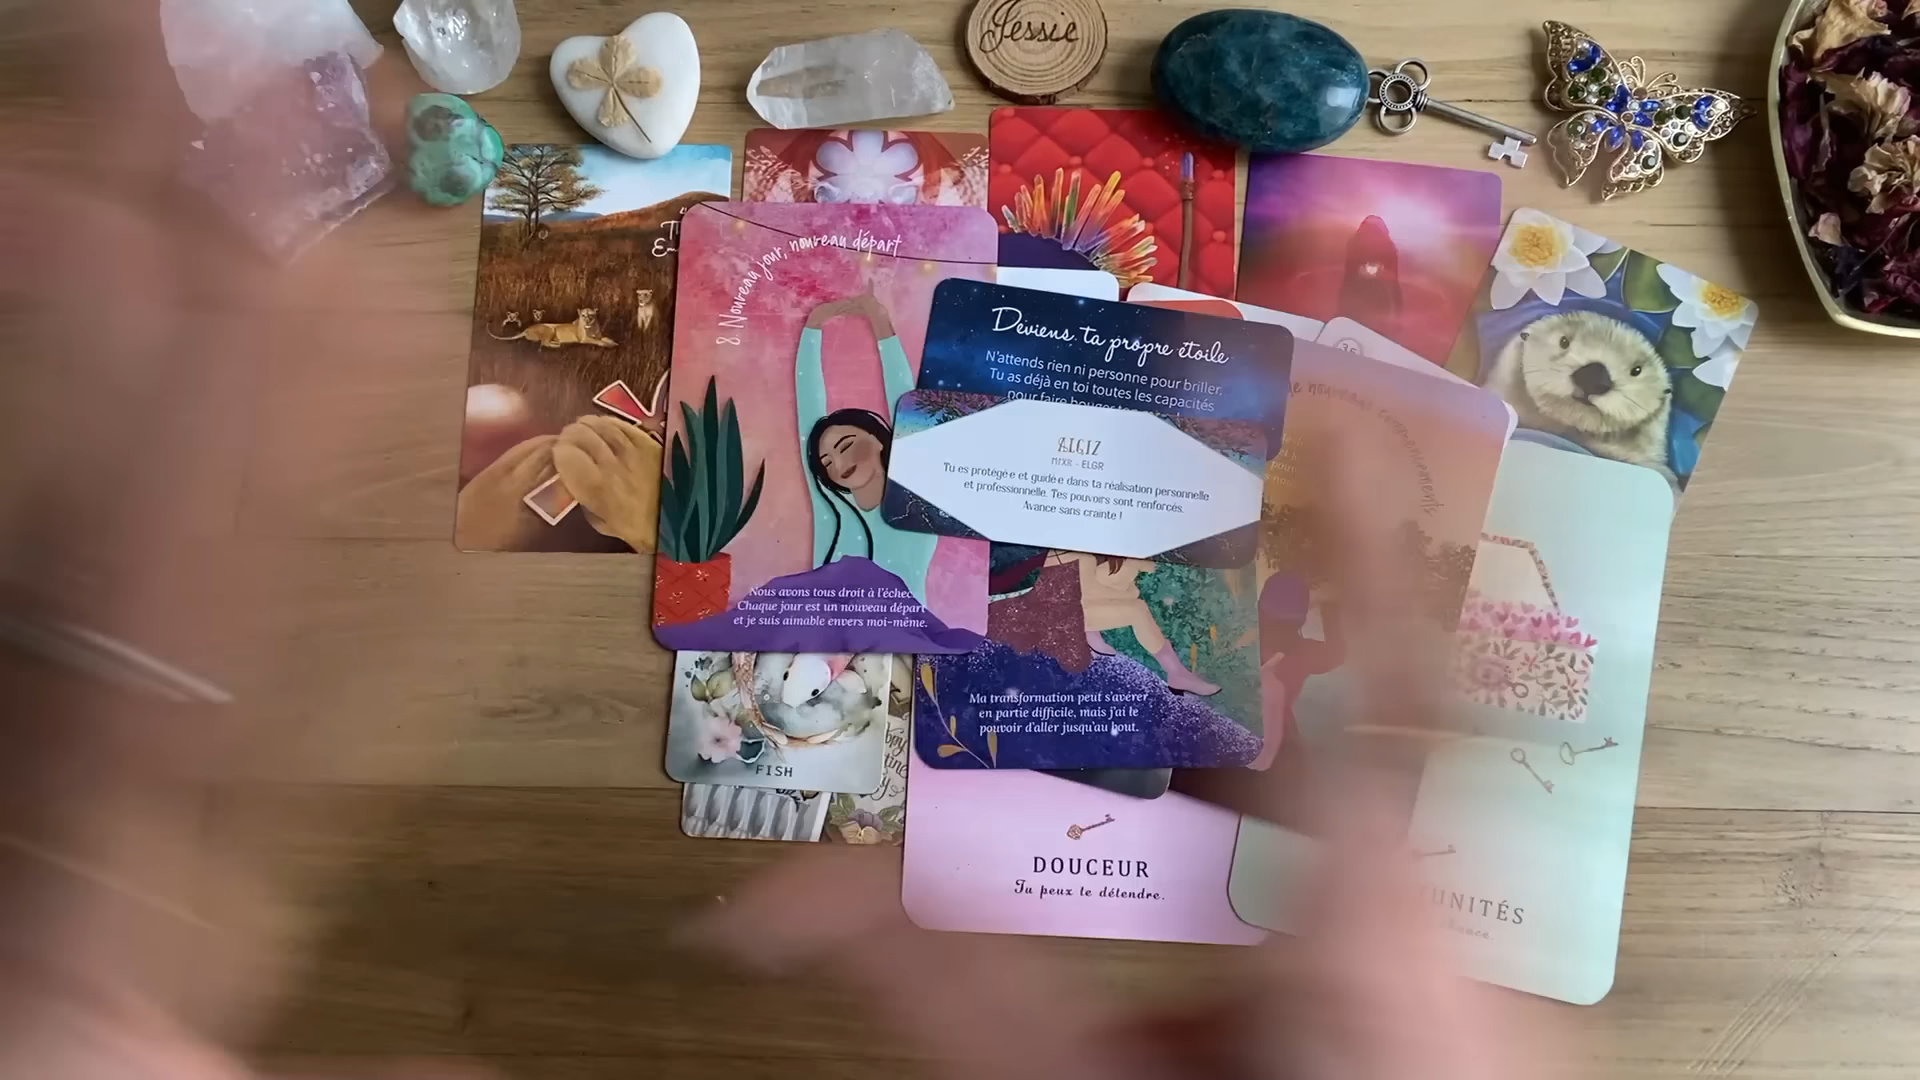 Jessie
8 Nouveau jour, nouveau départ
Deviens ta propre étoile
N'attends rien ni personne pour briller.
Tu as déjà en toi toutes les capacités
pour faire bouger
35
nouveaux commencements
ALGIZ
Tu es protégé·e et guidé·e dans ta réalisation personnelle
et professionnelle. Tes pouvoirs sont renforcés.
Avance sans crainte !
Nous avons tous droit à l'échec.
Chaque jour est un nouveau départ
et je suis aimable envers moi-même.
Ma transformation peut s'avérer
en partie difficile, mais j'ai le
pouvoir d'aller jusqu'au bout.
FISH
DOUCEUR
Tu peux te détendre.
UNITÉS